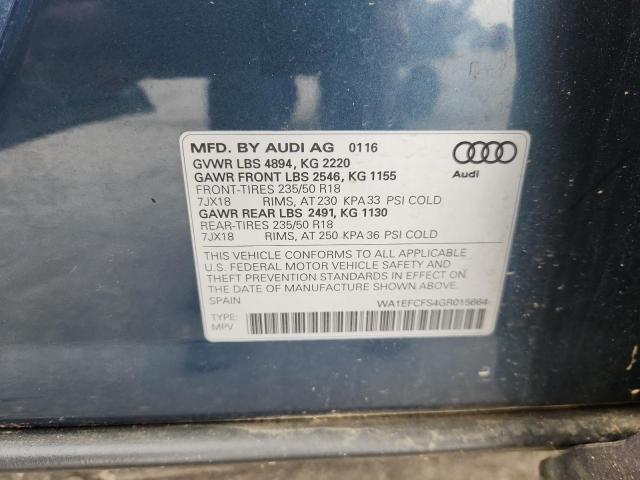 MFD. BY AUDI AG 0116
GVWR LBS 4894, KG 2220
GAWR FRONT LBS 2546, KG 1155
FRONT-TIRES 235/50 R18
7JX18 RIMS, AT 230 KPA 33 PSI COLD
GAWR REAR LBS 2491, KG 1130
REAR-TIRES 235/50 R18
7JX18 RIMS, AT 250 KPA 36 PSI COLD
THIS VEHICLE CONFORMS TO ALL APPLICABLE
U.S. FEDERAL MOTOR VEHICLE SAFETY AND
THEFT PREVENTION STANDARDS IN EFFECT ON
THE DATE OF MANUFACTURE SHOWN ABOVE.
SPAIN WA1EFCFS4GR015664
TYPE:
MPV
Audi